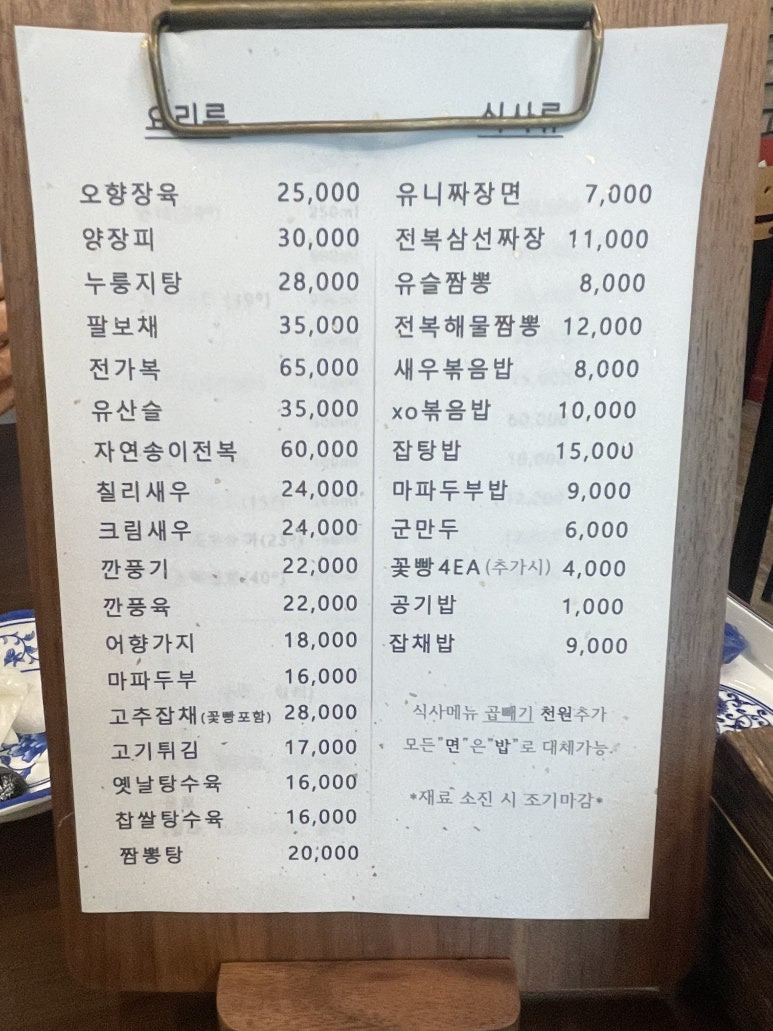 요리류
오향장육 25,000
양장피 30,000
누룽지탕 28,000
팔보채 35,000
전가복 65,000
유산슬 35,000
자연송이전복 60,000
칠리새우 24,000
크림새우 24,000
깐풍기 22,000
깐풍육 22,000
어향가지 18,000
마파두부 16,000
고추잡채(꽃빵포함) 28,000
고기튀김 17,000
옛날탕수육 16,000
찹쌀탕수육 16,000
짬뽕탕 20,000
식사류
유니짜장면 7,000
전복삼선짜장 11,000
유슬짬뽕 8,000
전복해물짬뽕 12,000
새우볶음밥 8,000
xo볶음밥 10,000
잡탕밥 15,000
마파두부밥 9,000
군만두 6,000
꽃빵4EA(추가시) 4,000
공기밥 1,000
잡채밥 9,000
식사메뉴 곱빼기 천원추가
모든"면"은"밥"로 대체가능.
*재료 소진 시 조기마감*